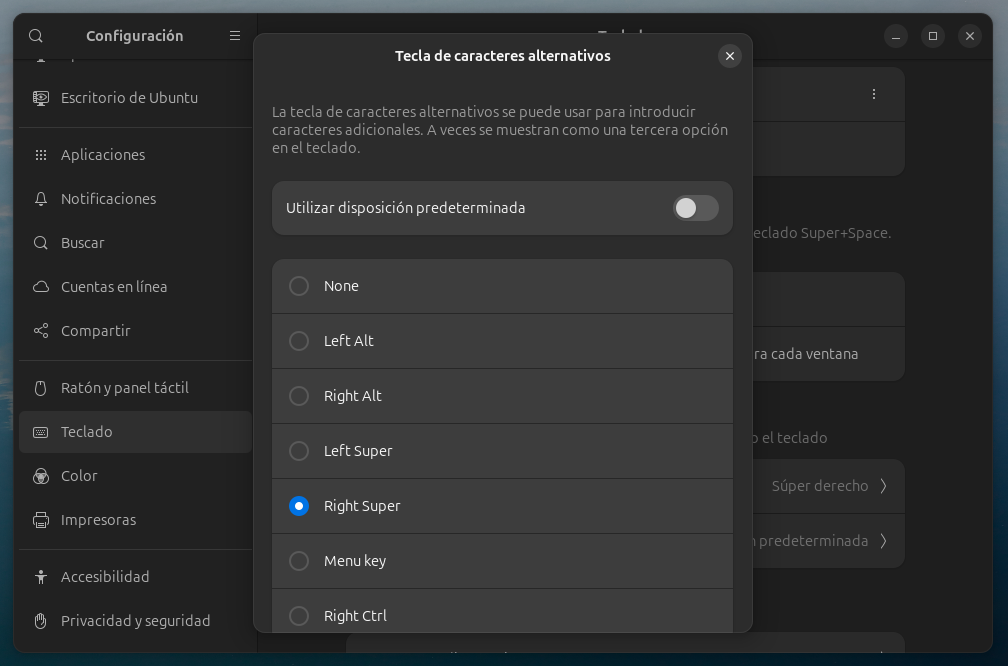 Configuración
Escritorio de Ubuntu
Aplicaciones
Notificaciones
Buscar
Cuentas en línea
Compartir
Ratón y panel táctil
Teclado
Color
Impresoras
Accesibilidad
Privacidad y seguridad
Tecla de caracteres alternativos
La tecla de caracteres alternativos se puede usar para introducir
caracteres adicionales. A veces se muestran como una tercera opción
en el teclado.
Utilizar disposición predeterminada
None
Left Alt
Right Alt
Left Super
Right Super
Menu key
Right Ctrl
eclado Super+Space.
ra cada ventana
o el teclado
Súper derecho
n predeterminada